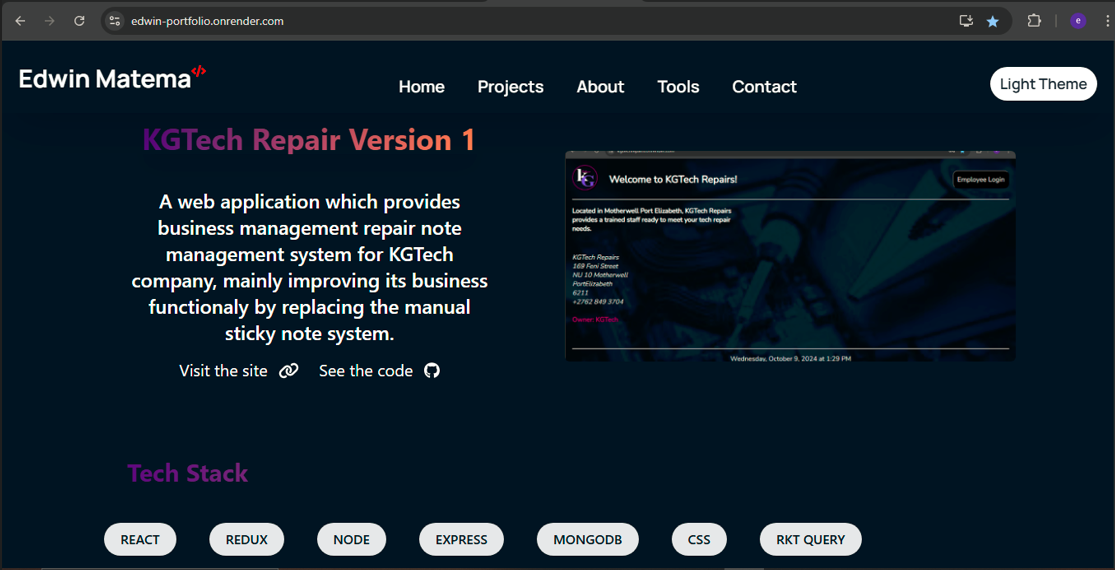 edwin-portfolio.onrender.com
e
Edwin Matema</>
Home Projects About Tools Contact
Light Theme
KGTech Repair Version 1
A web application which provides
business management repair note
management system for KGTech
company, mainly improving its business
functionaly by replacing the manual
sticky note system.
Visit the site See the code
KG
Welcome to KGTech Repairs!
Employee Login
Located in Motherwell Port Elizabeth, KGTech Repairs
provides a trained staff ready to meet your tech repair
needs.
KGTech Repairs
169 Feni Street
NU 10 Motherwell
PortElizabeth
6211
+2762 849 3704
Owner: KGTech
Wednesday, October 9, 2024 at 1:29 PM
Tech Stack
REACT REDUX NODE EXPRESS MONGODB CSS RKT QUERY